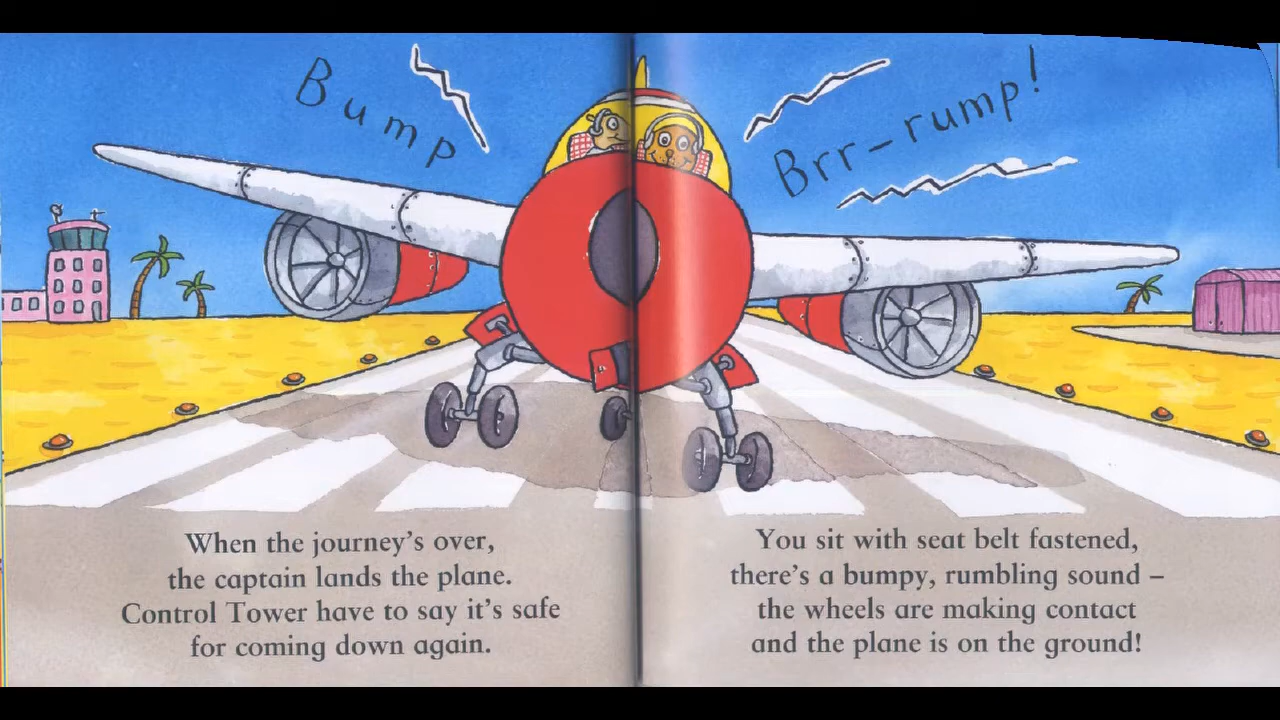 Bump
Brr-rump!
When the journey's over,
the captain lands the plane.
Control Tower have to say it's safe
for coming down again.
You sit with seat belt fastened,
there's a bumpy, rumbling sound –
the wheels are making contact
and the plane is on the ground!